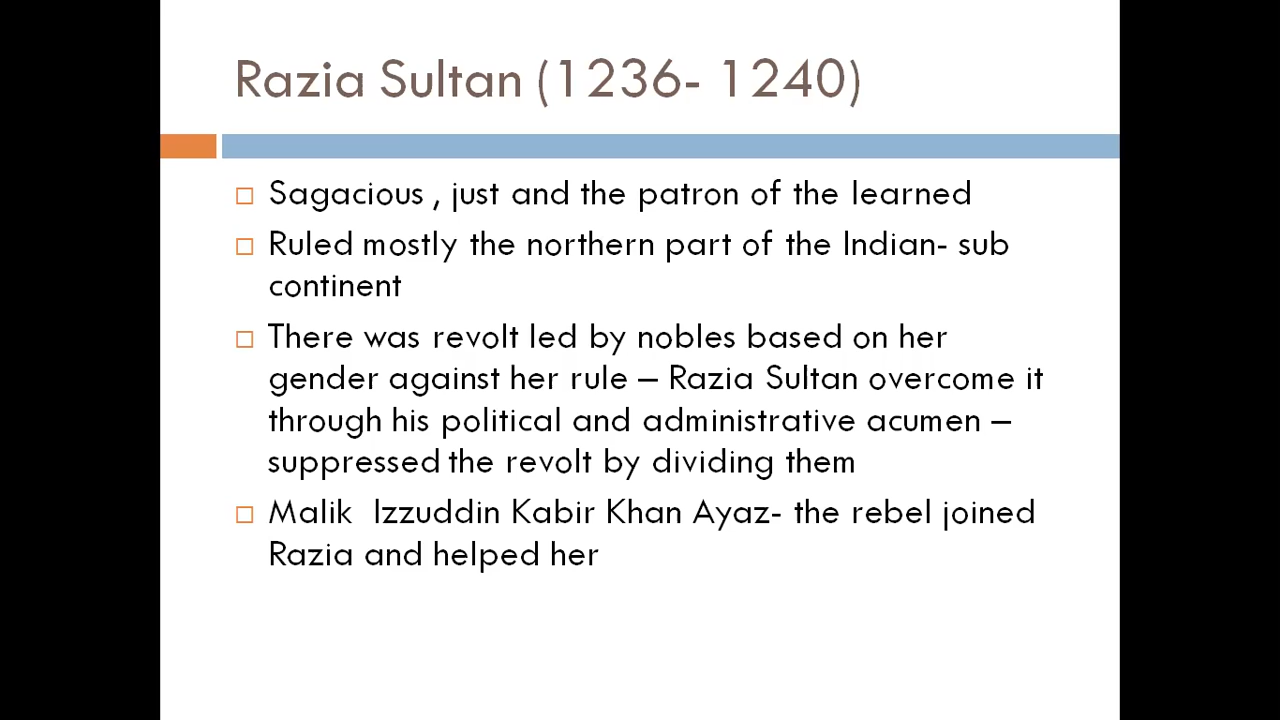 Razia Sultan (1236- 1240)
Sagacious , just and the patron of the learned
Ruled mostly the northern part of the Indian- sub
continent
There was revolt led by nobles based on her
gender against her rule – Razia Sultan overcome it
through his political and administrative acumen –
suppressed the revolt by dividing them
Malik  Izzuddin Kabir Khan Ayaz- the rebel joined
Razia and helped her